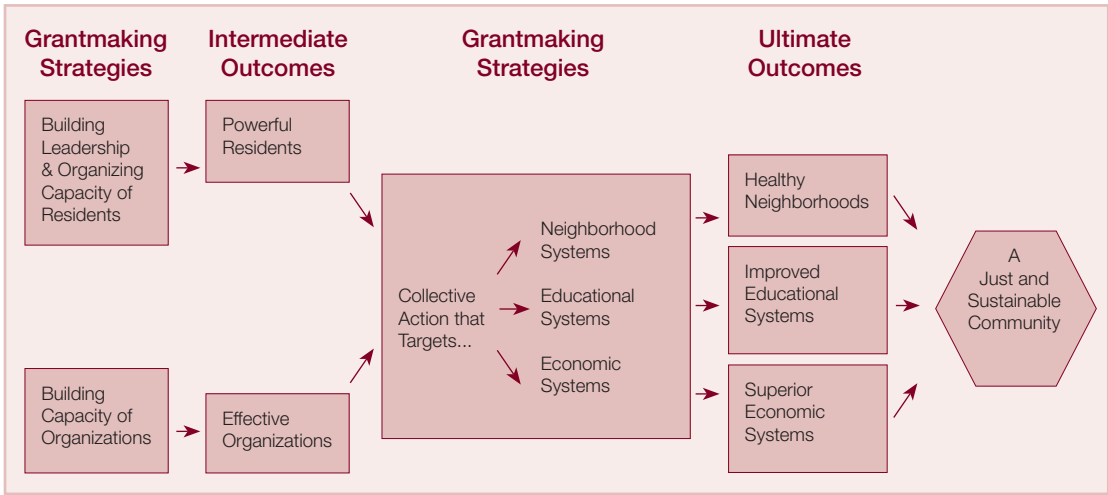 Grantmaking
Strategies
Intermediate
Outcomes
Grantmaking
Strategies
Ultimate
Outcomes
Building
Leadership
& Organizing
Capacity of
Residents
Powerful
Residents
Building
Capacity of
Organizations
Effective
Organizations
Collective
Action that
Targets...
Neighborhood
Systems
Educational
Systems
Economic
Systems
Healthy
Neighborhoods
Improved
Educational
Systems
Superior
Economic
Systems
A
Just and
Sustainable
Community